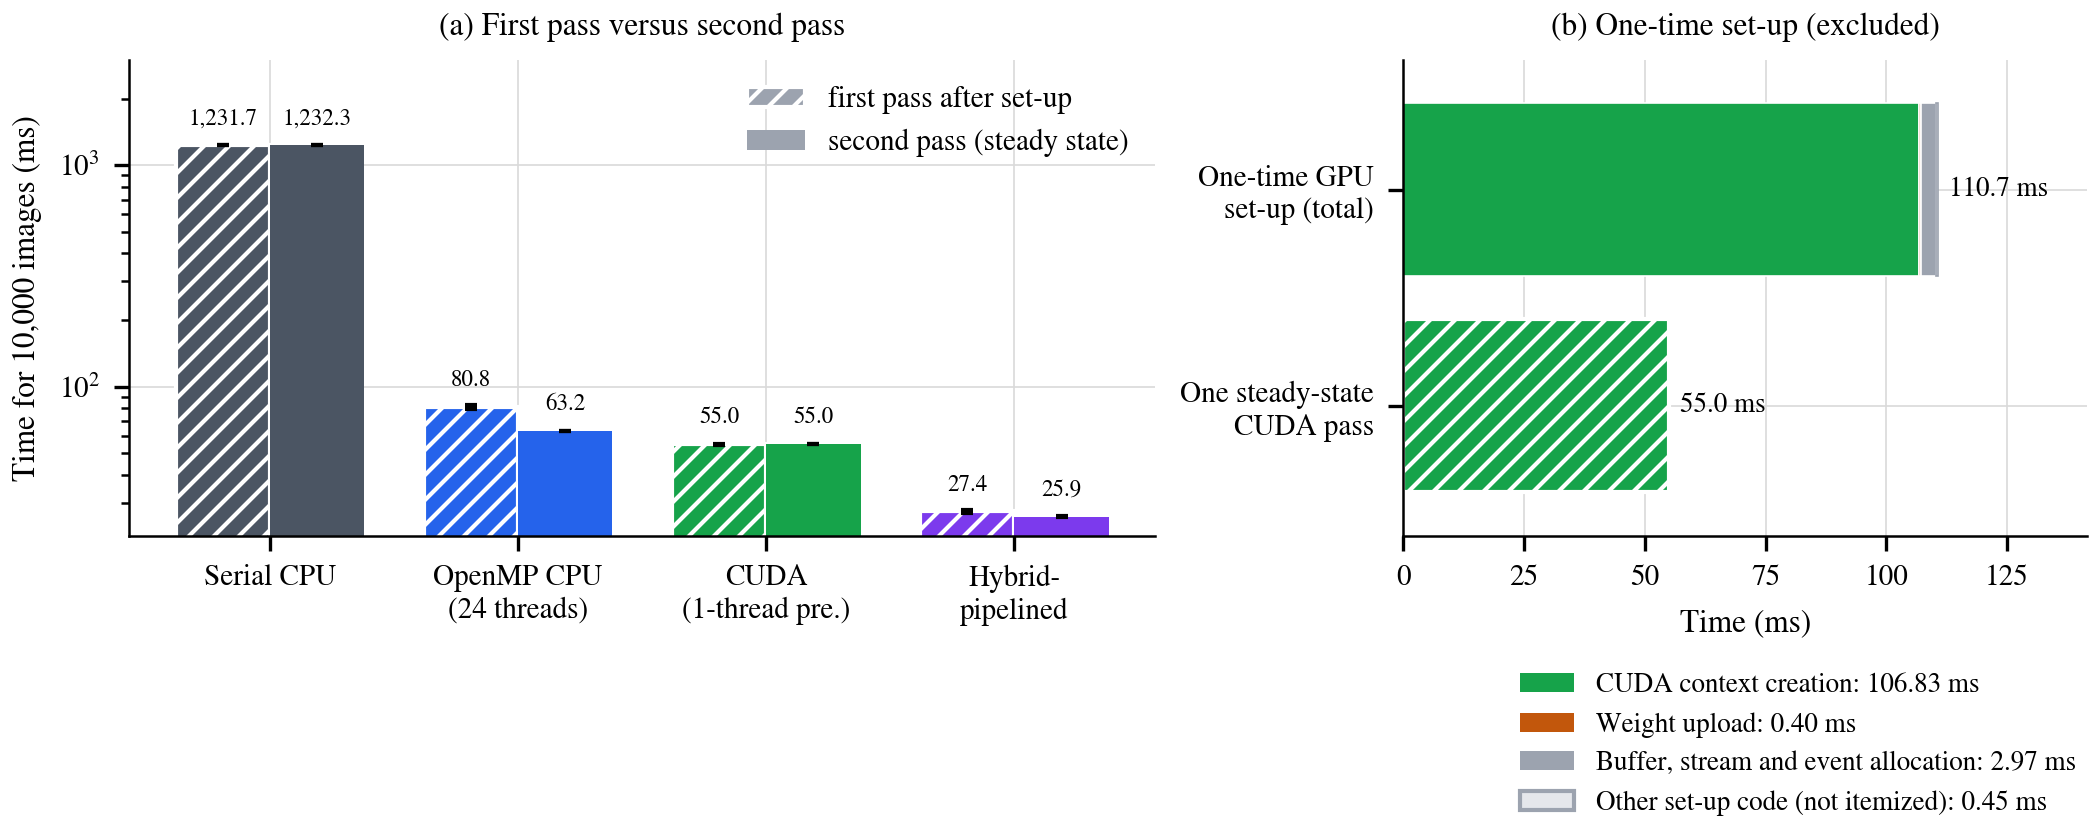 (a) First pass versus second pass
first pass after set-up
second pass (steady state)
Time for 10,000 images (ms)
10³
10²
1,231.7
1,232.3
80.8
63.2
55.0
55.0
27.4
25.9
Serial CPU
OpenMP CPU
(24 threads)
CUDA
(1-thread pre.)
Hybrid-
pipelined
(b) One-time set-up (excluded)
One-time GPU
set-up (total)
110.7 ms
One steady-state
CUDA pass
55.0 ms
0
25
50
75
100
125
Time (ms)
CUDA context creation: 106.83 ms
Weight upload: 0.40 ms
Buffer, stream and event allocation: 2.97 ms
Other set-up code (not itemized): 0.45 ms